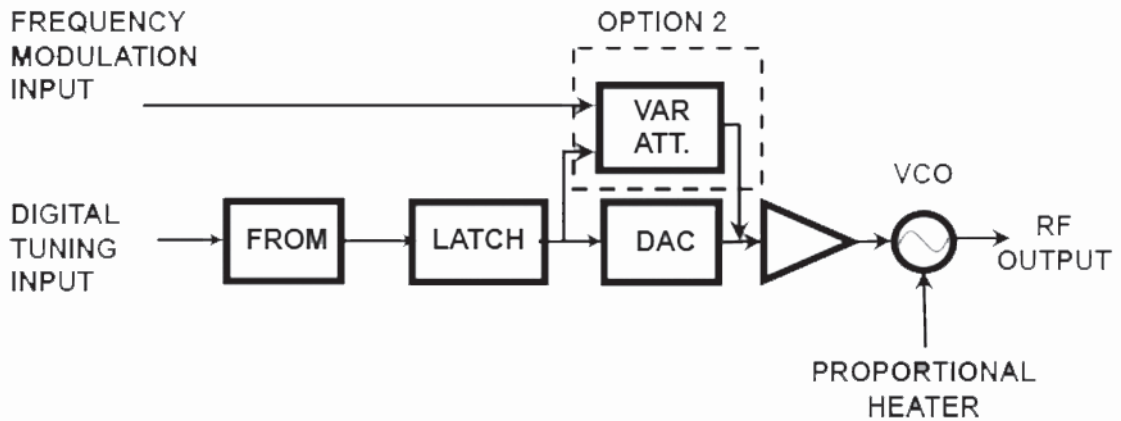 FREQUENCY
MODULATION
INPUT
OPTION 2
VAR
ATT.
VCO
DIGITAL
TUNING
INPUT
FROM
LATCH
DAC
RF
OUTPUT
PROPORTIONAL
HEATER